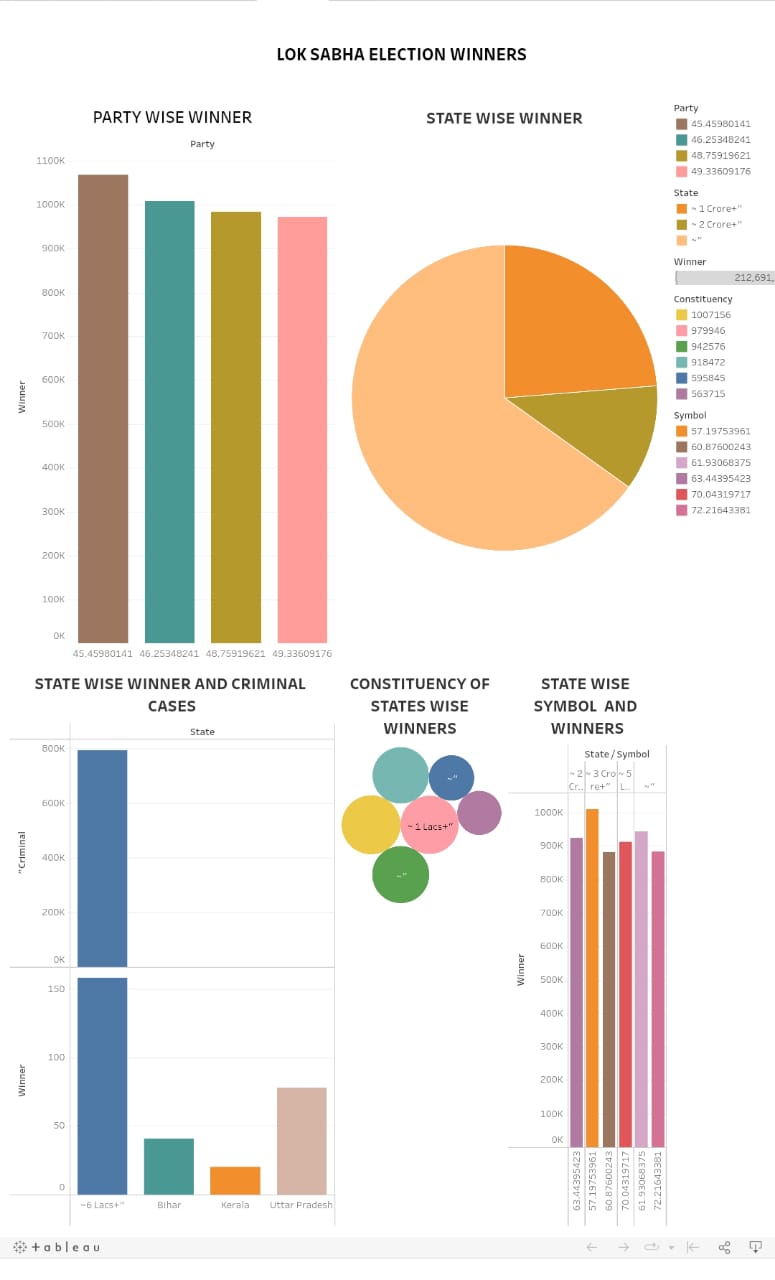 LOK SABHA ELECTION WINNERS
PARTY WISE WINNER
Party
1100K
1000K
900K
800K
700K
600K
500K
400K
300K
200K
100K
0K
Winner
45.45980141 46.25348241 48.75919621 49.33609176
STATE WISE WINNER
Party
45.45980141
46.25348241
48.75919621
49.33609176
State
~ 1 Crore+"
~ 2 Crore+"
~"
Winner
212,691,
Constituency
1007156
979946
942576
918472
595845
563715
Symbol
57.19753961
60.87600243
61.93068375
63.44395423
70.04319717
72.21643381
STATE WISE WINNER AND CRIMINAL
CASES
State
800K
600K
400K
200K
0K
"Criminal
150
100
50
0
Winner
~6 Lacs+" Bihar Kerala Uttar Pradesh
CONSTITUENCY OF
STATES WISE
WINNERS
~"
~ 1 Lacs+"
~"
STATE WISE
SYMBOL AND
WINNERS
State / Symbol
~ 2 ~ 3 Cro ~ 5
Cr.. re+" L.. ~"
1000K
900K
800K
700K
600K
500K
400K
300K
200K
100K
0K
Winner
63.44395423
57.19753961
60.87600243
70.04319717
61.93068375
72.21643381
+ableau